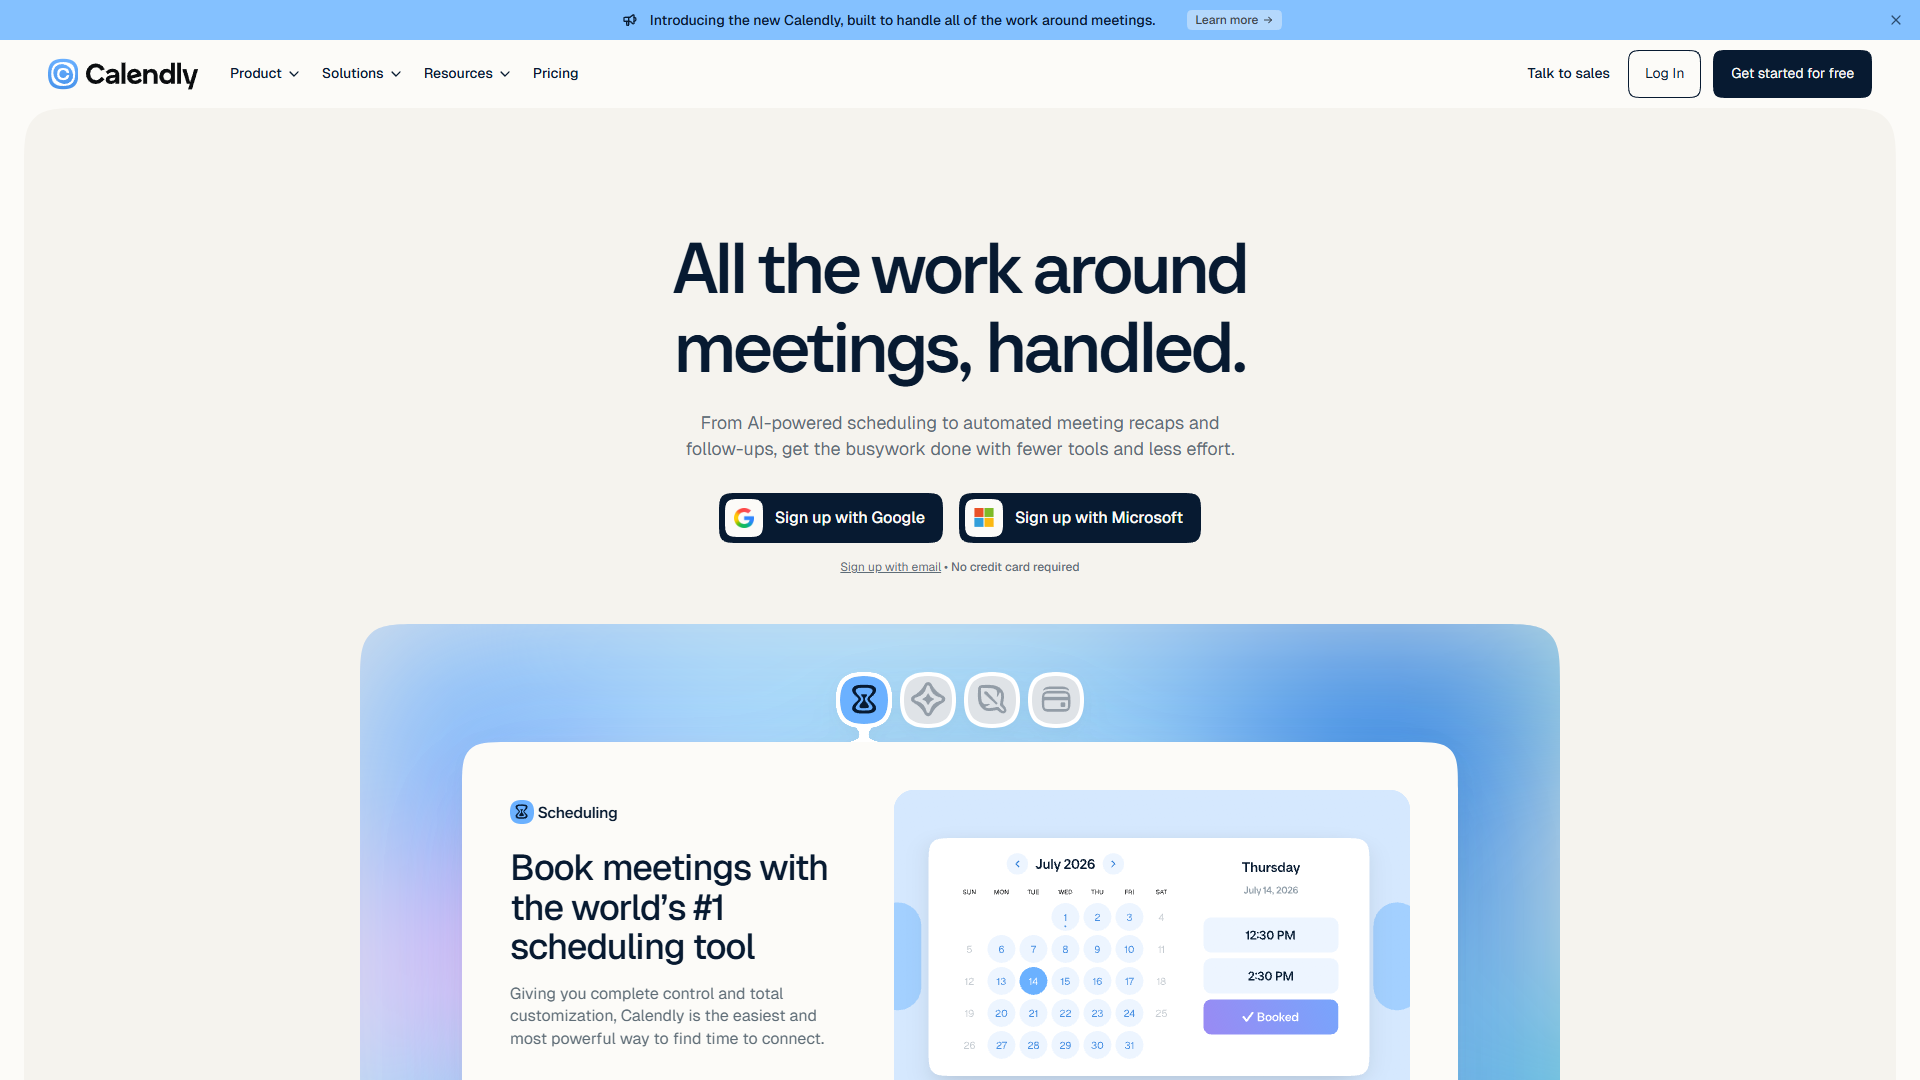 Introducing the new Calendly, built to handle all of the work around meetings.
Learn more →
Calendly
Product
Solutions
Resources
Pricing
Talk to sales
Log In
Get started for free
All the work around
meetings, handled.
From AI-powered scheduling to automated meeting recaps and
follow-ups, get the busywork done with fewer tools and less effort.
Sign up with Google
Sign up with Microsoft
Sign up with email • No credit card required
Scheduling
Book meetings with
the world's #1
scheduling tool
Giving you complete control and total
customization, Calendly is the easiest and
most powerful way to find time to connect.
July 2026
SUN MON TUE WED THU FRI SAT
1 2 3 4
5 6 7 8 9 10 11
12 13 14 15 16 17 18
19 20 21 22 23 24 25
26 27 28 29 30 31
Thursday
July 14, 2026
12:30 PM
2:30 PM
✓ Booked